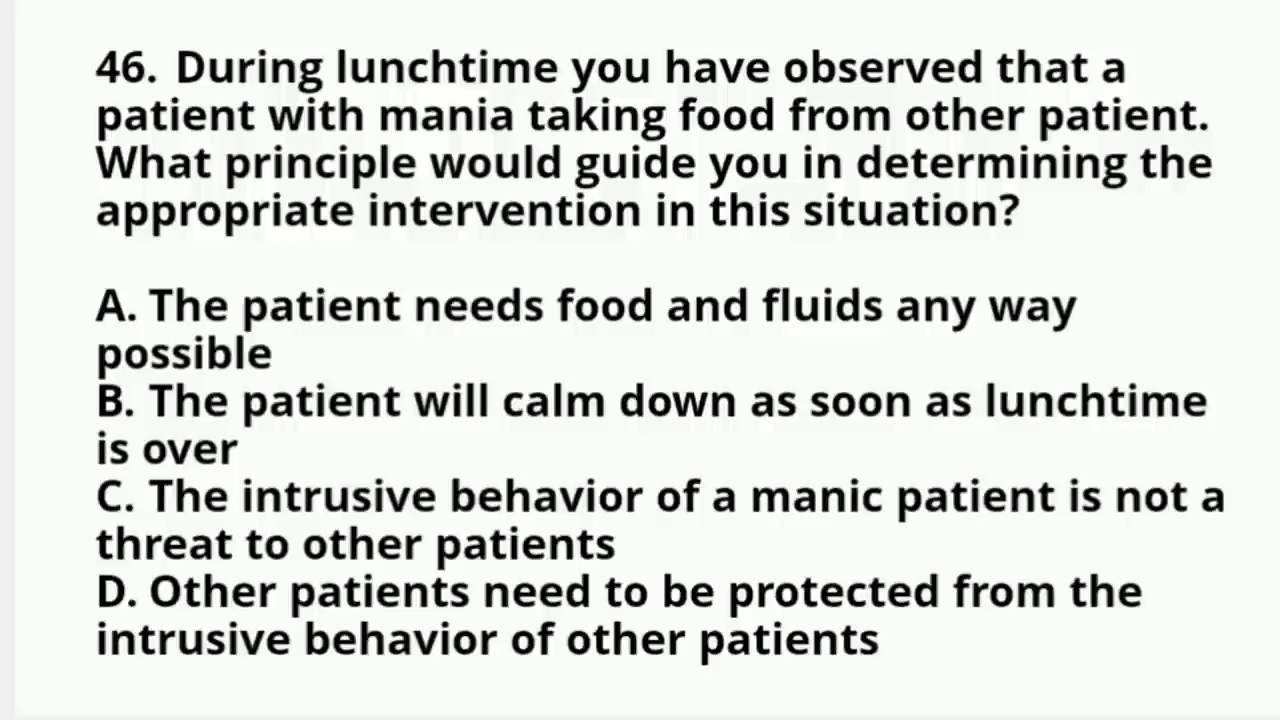 46. During lunchtime you have observed that a
patient with mania taking food from other patient.
What principle would guide you in determining the
appropriate intervention in this situation?
A. The patient needs food and fluids any way
possible
B. The patient will calm down as soon as lunchtime
is over
C. The intrusive behavior of a manic patient is not a
threat to other patients
D. Other patients need to be protected from the
intrusive behavior of other patients